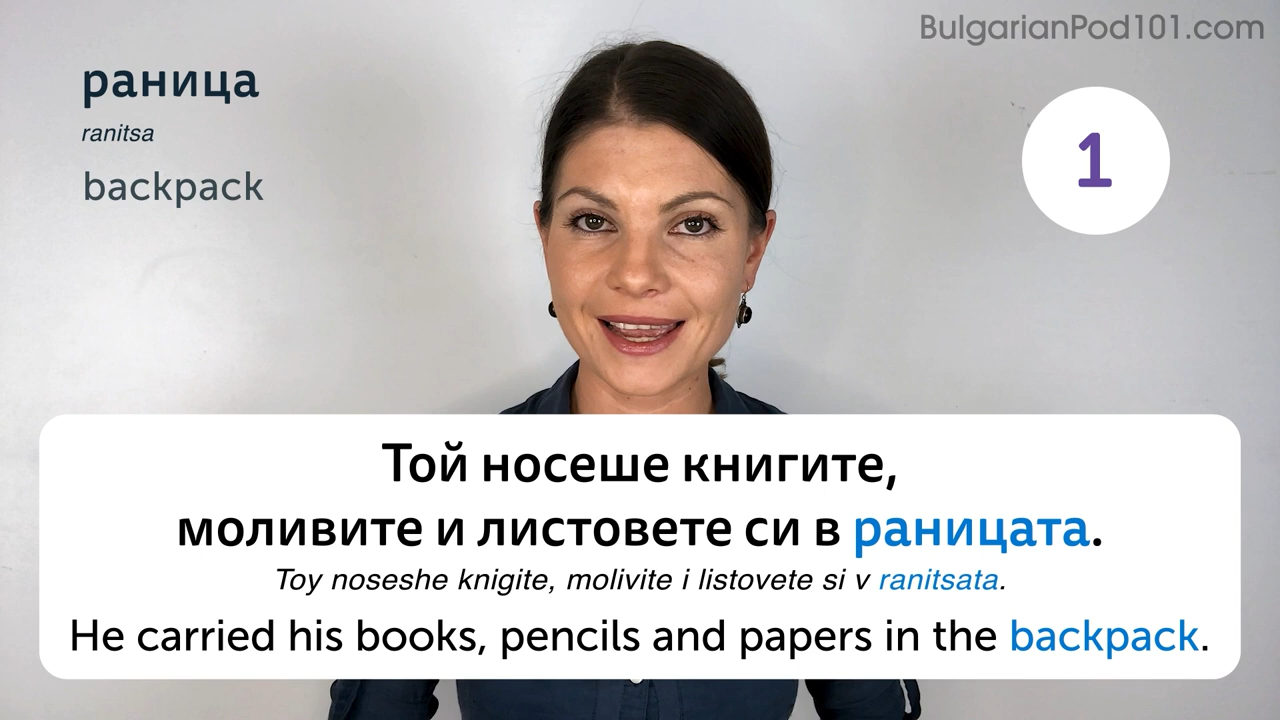 BulgarianPod101.com
раница
ranitsa
backpack
1
Той носеше книгите,
моливите и листовете си в раницата.
Toy noseshe knigite, molivite i listovete si v ranitsata.
He carried his books, pencils and papers in the backpack.